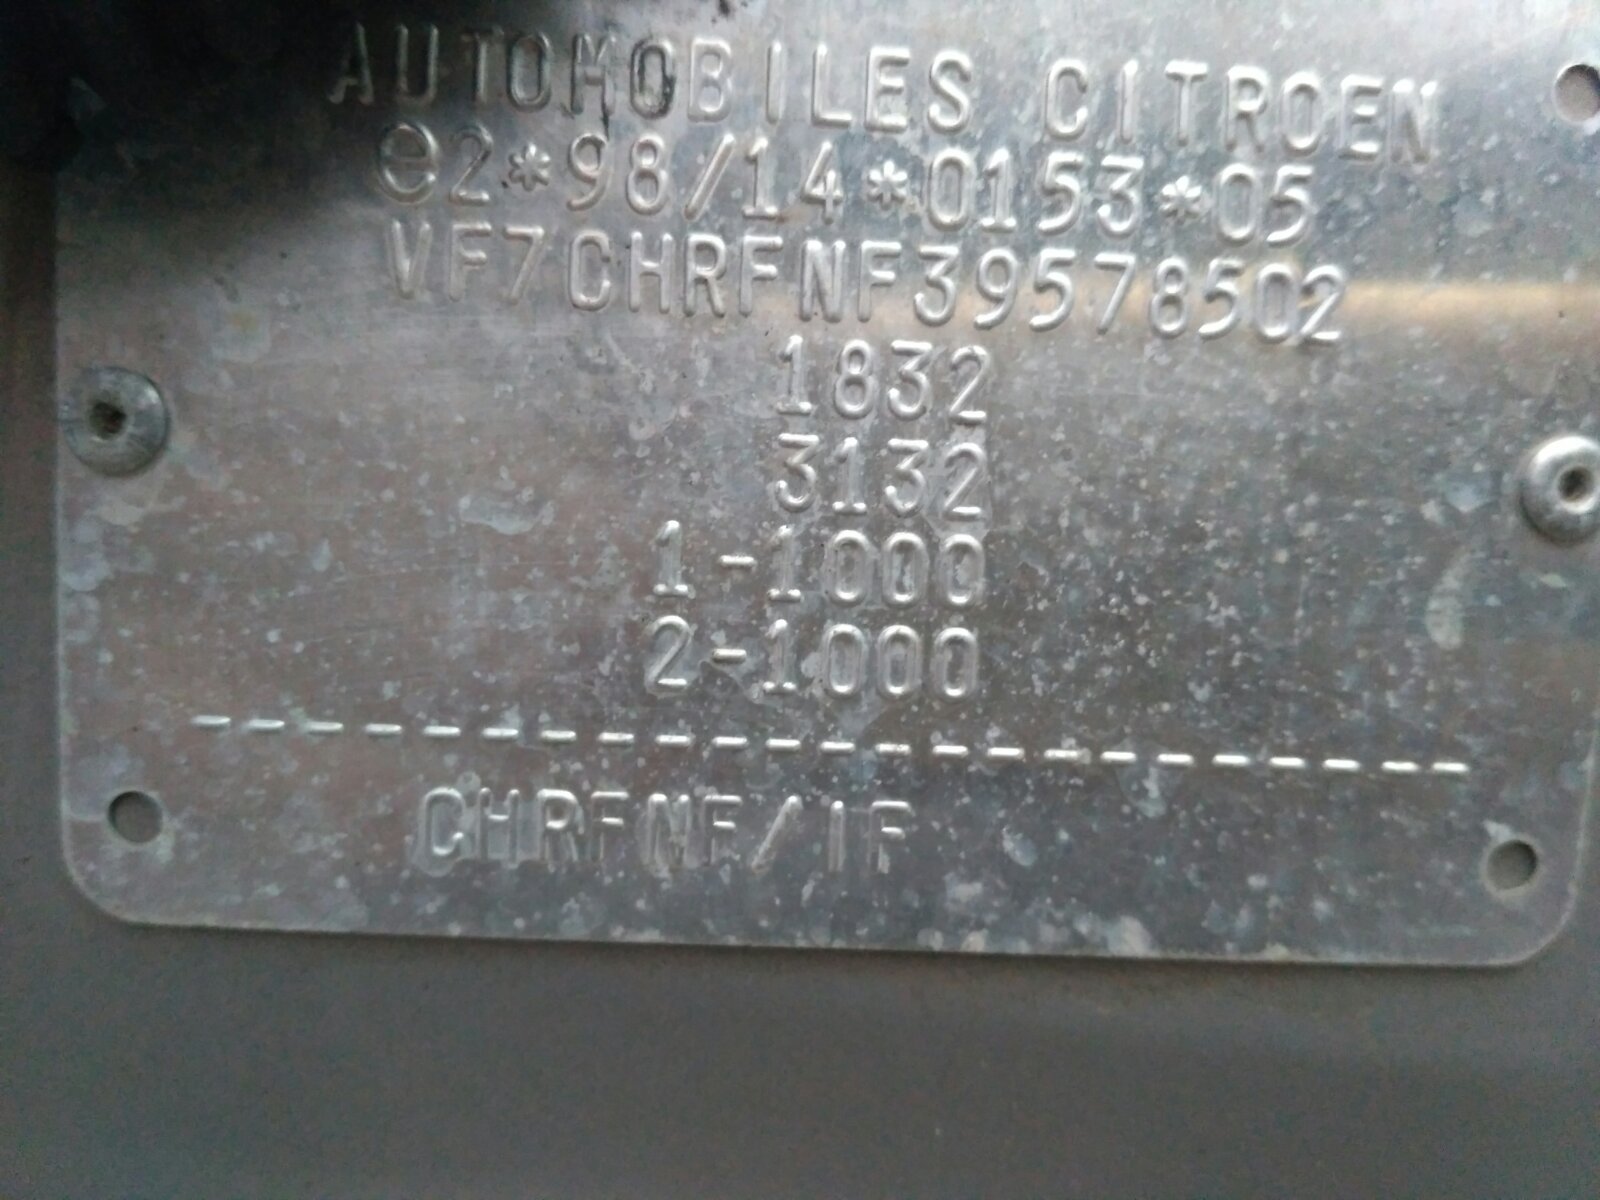 AUTOMOBILES CITROEN
e2*98/14*0153*05
VF7CHRFNF39578502
1832
3132
1-1000
2-1000
-----------------------
CHRFNF/IF